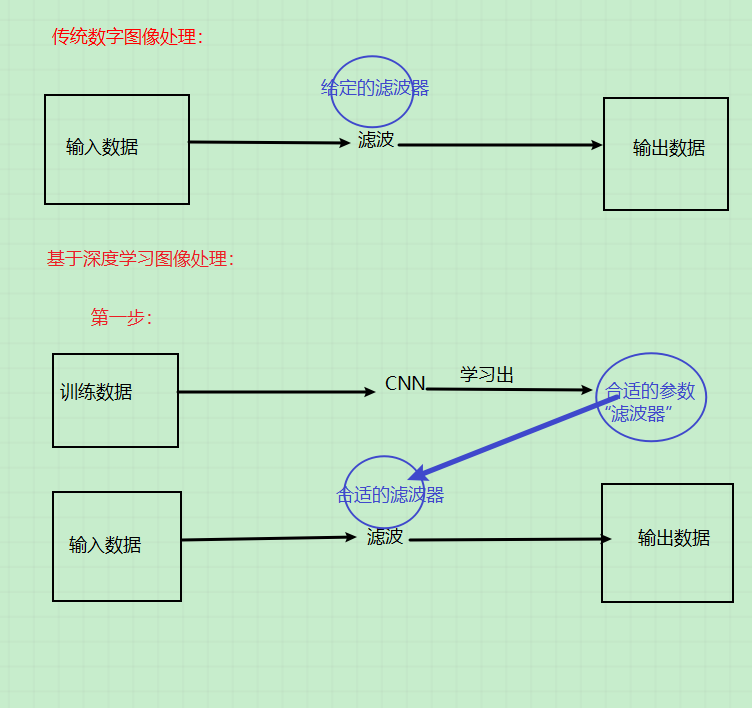 传统数字图像处理：
给定的滤波器
输入数据
滤波
输出数据
基于深度学习图像处理：
第一步：
训练数据
CNN
学习出
合适的参数
“滤波器”
合适的滤波器
输入数据
滤波
输出数据